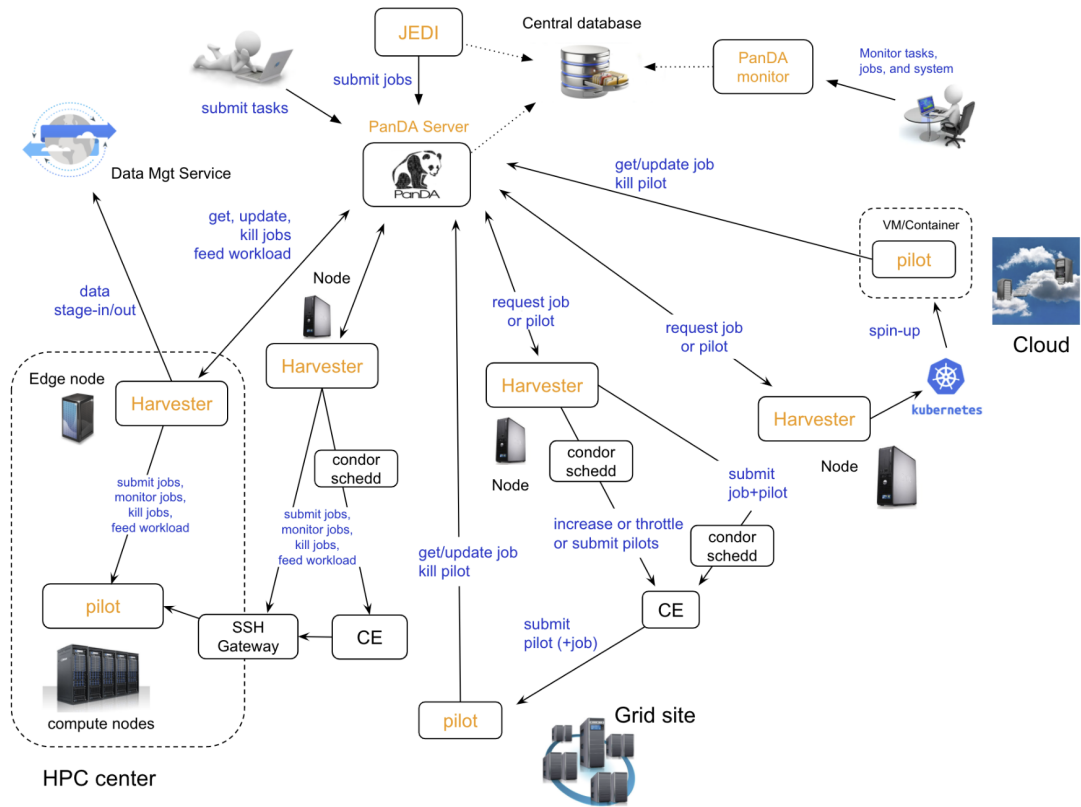 JEDI
Central database
PanDA
monitor
Monitor tasks,
jobs, and system
submit jobs
submit tasks
PanDA Server
PanDA
Data Mgt Service
get/update job
kill pilot
get, update,
kill jobs
feed workload
VM/Container
pilot
Node
data
stage-in/out
request job
or pilot
request job
or pilot
spin-up
Cloud
Harvester
Edge node
Harvester
Harvester
kubernetes
Harvester
condor
schedd
condor
schedd
Node
Node
submit
job+pilot
submit jobs,
monitor jobs,
kill jobs,
feed workload
submit jobs,
monitor jobs,
kill jobs,
feed workload
increase or throttle
or submit pilots
condor
schedd
get/update job
kill pilot
pilot
CE
SSH
Gateway
CE
submit
pilot (+job)
compute nodes
pilot
Grid site
HPC center